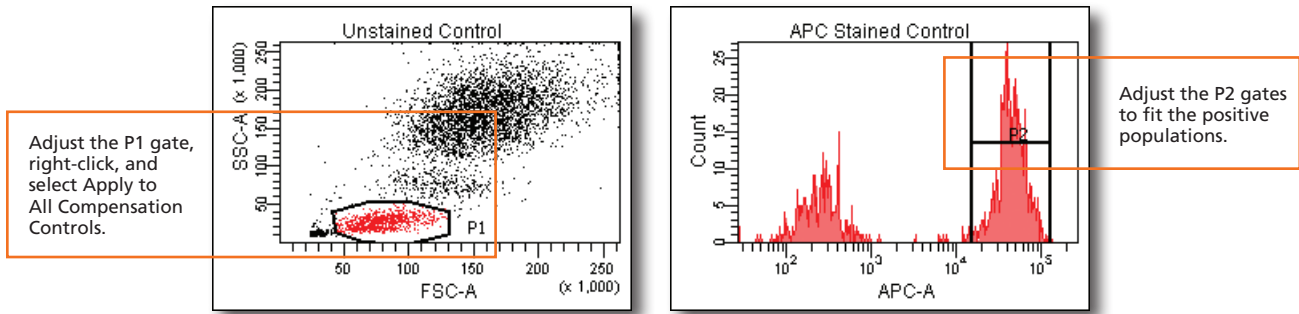 Adjust the P1 gate,
right-click, and
select Apply to
All Compensation
Controls.
Unstained Control
SSC-A (x 1,000)
50 100 150 200 250
P1
50 100 150 200 250
FSC-A (x 1,000)
APC Stained Control
Count
0 5 10 15 20 25
P2
10² 10³ 10⁴ 10⁵
APC-A
Adjust the P2 gates
to fit the positive
populations.